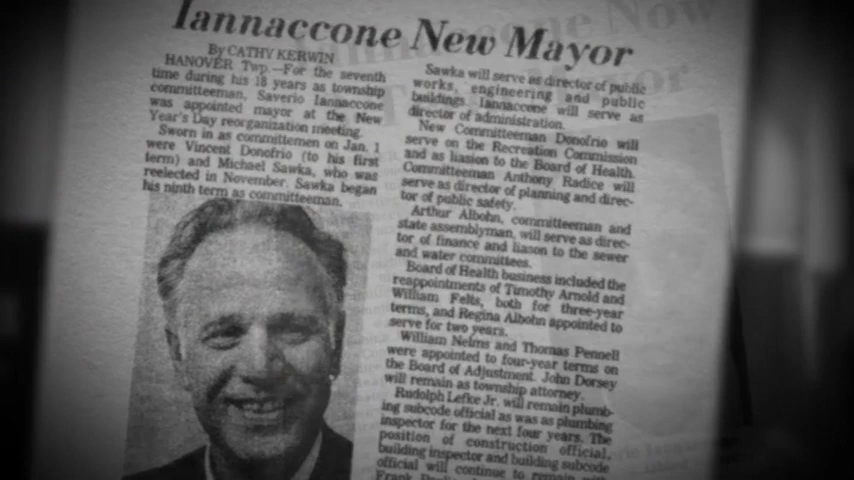 Iannaccone New Mayor
By CATHY KERWIN
HANOVER Twp.—For the seventh
time during his 18 years as township
committeeman, Saverio Iannaccone
was appointed mayor at the New
Year's Day reorganization meeting.
Sworn in as committemen on Jan. 1
were Vincent Donofrio (to his first
term) and Michael Sawka, who was
reelected in November. Sawka began
his ninth term as committeeman.
Sawka will serve as director of public
works, engineering and public
buildings. Iannaccone will serve as
director of administration.
New Committeeman Donofrio will
serve on the Recreation Commission
and as liasion to the Board of Health.
Committeeman Anthony Radice will
serve as director of planning and direc-
tor of public safety.
Arthur Albohn, committeeman and
state assemblyman, will serve as direc-
tor of finance and liason to the sewer
and water committees.
Board of Health business included the
reappointments of Timothy Arnold and
William Felts, both for three-year
terms, and Regina Albohn appointed to
serve for two years.
William Nelms and Thomas Pennell
were appointed to four-year terms on
the Board of Adjustment. John Dorsey
will remain as township attorney.
Rudolph Lefke Jr. will remain plumb-
ing subcode official as was as plumbing
inspector for the next four years. The
position of construction official,
building inspector and building subcode
official will continue to remain with
Frank